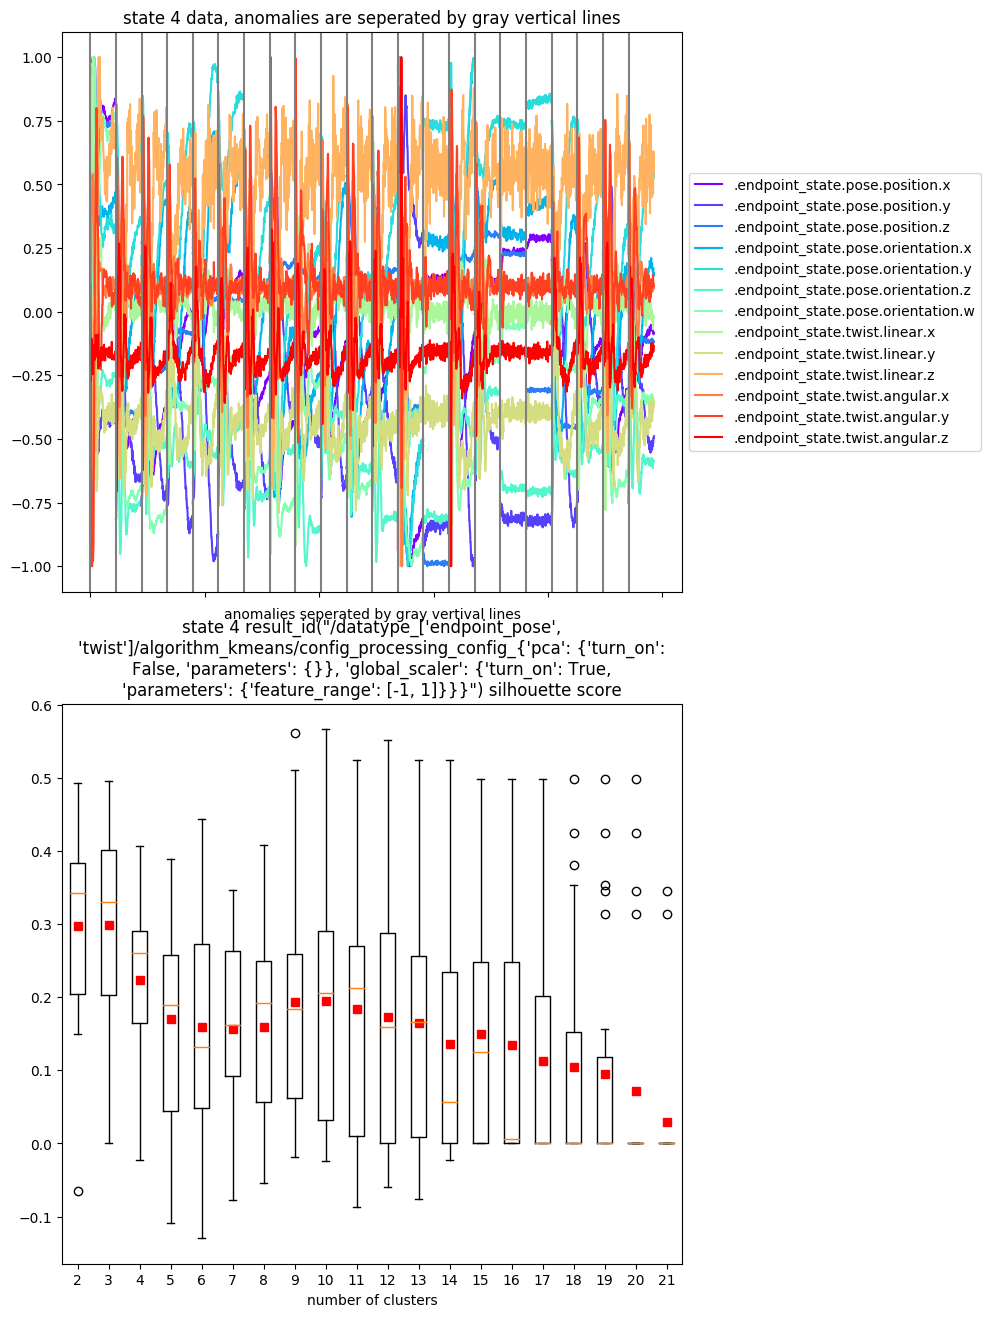 state 4 data, anomalies are seperated by gray vertical lines
1.00
0.75
0.50
0.25
0.00
−0.25
−0.50
−0.75
−1.00
.endpoint_state.pose.position.x
.endpoint_state.pose.position.y
.endpoint_state.pose.position.z
.endpoint_state.pose.orientation.x
.endpoint_state.pose.orientation.y
.endpoint_state.pose.orientation.z
.endpoint_state.pose.orientation.w
.endpoint_state.twist.linear.x
.endpoint_state.twist.linear.y
.endpoint_state.twist.linear.z
.endpoint_state.twist.angular.x
.endpoint_state.twist.angular.y
.endpoint_state.twist.angular.z
anomalies seperated by gray vertival lines
state 4 result_id("/datatype_['endpoint_pose',
'twist']/algorithm_kmeans/config_processing_config_{'pca': {'turn_on':
False, 'parameters': {}}, 'global_scaler': {'turn_on': True,
'parameters': {'feature_range': [-1, 1]}}}") silhouette score
0.6
0.5
0.4
0.3
0.2
0.1
0.0
−0.1
2 3 4 5 6 7 8 9 10 11 12 13 14 15 16 17 18 19 20 21
number of clusters